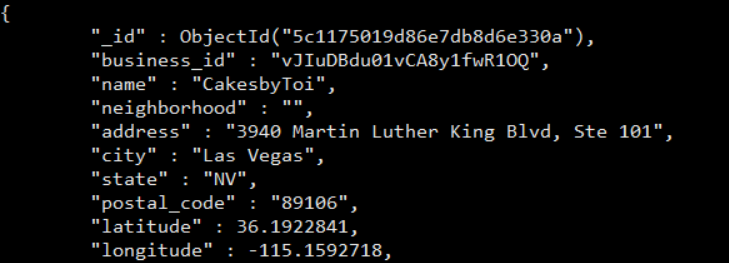 {
"_id" : ObjectId("5c1175019d86e7db8d6e330a"),
"business_id" : "vJIuDBdu01vCA8y1fwR1OQ",
"name" : "CakesbyToi",
"neighborhood" : "",
"address" : "3940 Martin Luther King Blvd, Ste 101",
"city" : "Las Vegas",
"state" : "NV",
"postal_code" : "89106",
"latitude" : 36.1922841,
"longitude" : -115.1592718,